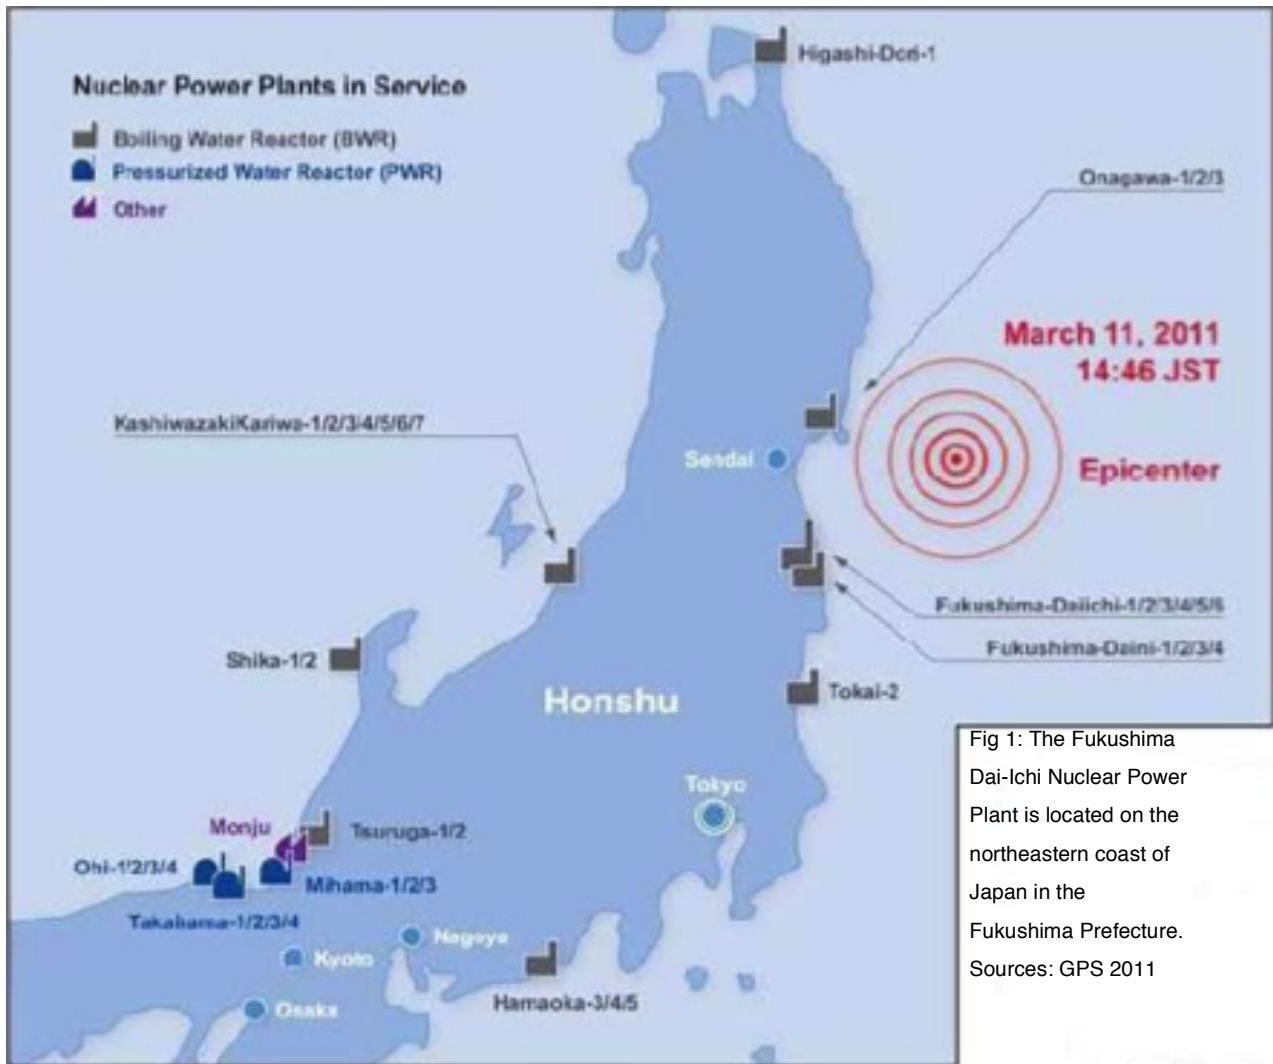 Higashi-Dori-1
Nuclear Power Plants in Service
Boiling Water Reactor (BWR)
Pressurized Water Reactor (PWR)
Other
Onagawa-1/2/3
March 11, 2011
14:46 JST
KashiwazakiKariwa-1/2/3/4/5/6/7
Sendai
Epicenter
Fukushima-Daiichi-1/2/3/4/5/6
Fukushima-Daini-1/2/3/4
Shika-1/2
Honshu
Tokai-2
Fig 1: The Fukushima
Dai-Ichi Nuclear Power
Plant is located on the
northeastern coast of
Japan in the
Fukushima Prefecture.
Sources: GPS 2011
Tokyo
Monju
Tsuruga-1/2
Ohi-1/2/3/4
Mihama-1/2/3
Takahama-1/2/3/4
Nagoya
Kyoto
Hamaoka-3/4/5
Osaka